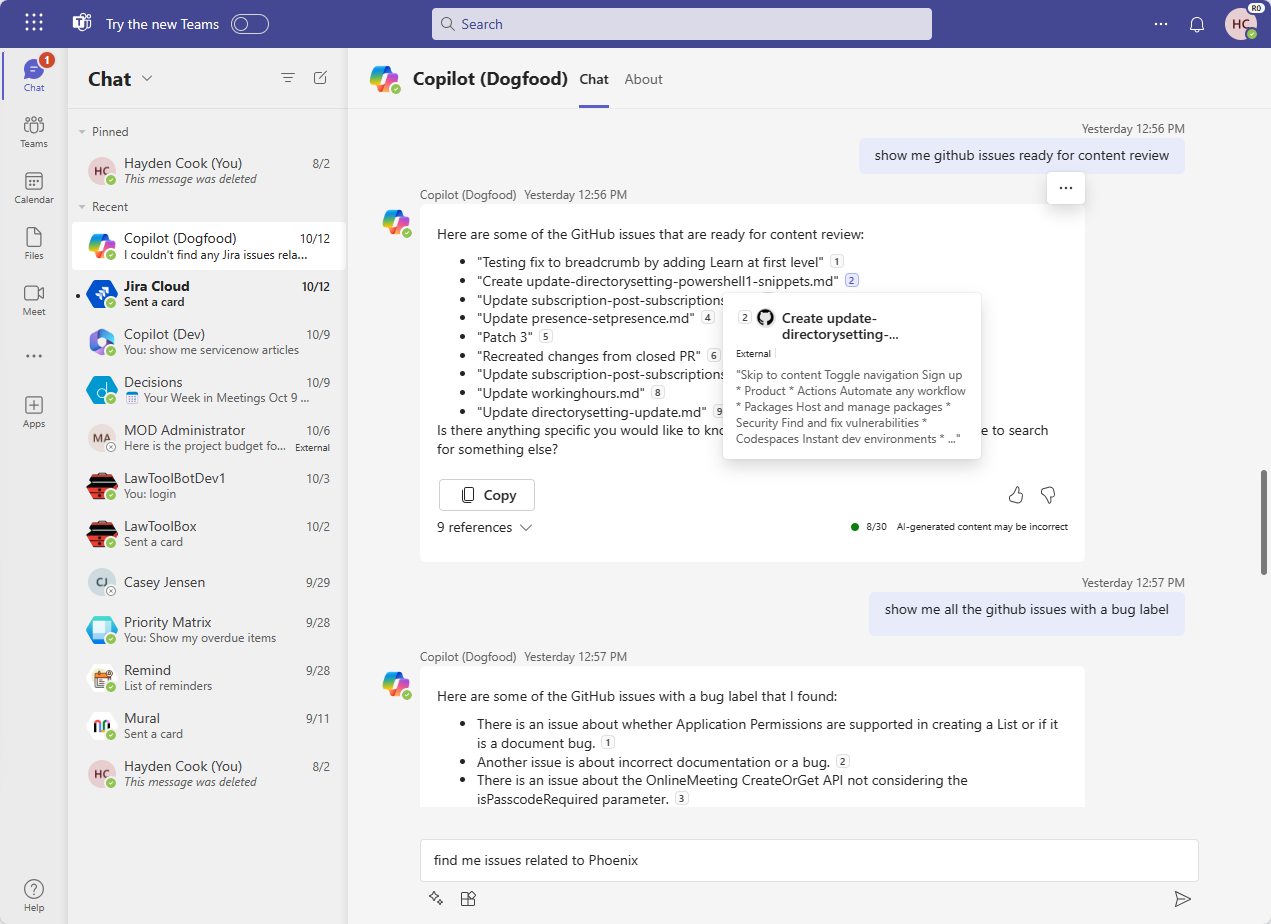 Try the new Teams
Search
HC
RO
1
Chat
Teams
Calendar
Files
Meet
Apps
Help
Chat
Pinned
HC
Hayden Cook (You)
8/2
This message was deleted
Recent
Copilot (Dogfood)
10/12
I couldn't find any Jira issues rela...
Jira Cloud
10/12
Sent a card
Copilot (Dev)
10/9
You: show me servicenow articles
Decisions
10/9
Your Week in Meetings Oct 9 ...
MA
MOD Administrator
10/6
Here is the project budget fo...
External
LawToolBotDev1
10/3
You: login
LawToolBox
10/2
Sent a card
CJ
Casey Jensen
9/29
Priority Matrix
9/28
You: Show my overdue items
Remind
9/28
List of reminders
Mural
9/11
Sent a card
HC
Hayden Cook (You)
8/2
This message was deleted
Copilot (Dogfood)
Chat
About
Yesterday 12:56 PM
show me github issues ready for content review
Copilot (Dogfood) Yesterday 12:56 PM
Here are some of the GitHub issues that are ready for content review:
"Testing fix to breadcrumb by adding Learn at first level" 1
"Create update-directorysetting-powershell1-snippets.md" 2
"Update subscription-post-subscriptions
"Update presence-setpresence.md" 4
"Patch 3" 5
"Recreated changes from closed PR" 6
"Update subscription-post-subscriptions
"Update workinghours.md" 8
"Update directorysetting-update.md" 9
Is there anything specific you would like to kno
e to search
for something else?
2
Create update-
directorysetting-...
External
"Skip to content Toggle navigation Sign up
* Product * Actions Automate any workflow
* Packages Host and manage packages *
Security Find and fix vulnerabilities *
Codespaces Instant dev environments * ..."
Copy
9 references
8/30 AI-generated content may be incorrect
Yesterday 12:57 PM
show me all the github issues with a bug label
Copilot (Dogfood) Yesterday 12:57 PM
Here are some of the GitHub issues with a bug label that I found:
There is an issue about whether Application Permissions are supported in creating a List or if it
is a document bug. 1
Another issue is about incorrect documentation or a bug. 2
There is an issue about the OnlineMeeting CreateOrGet API not considering the
isPasscodeRequired parameter. 3
find me issues related to Phoenix